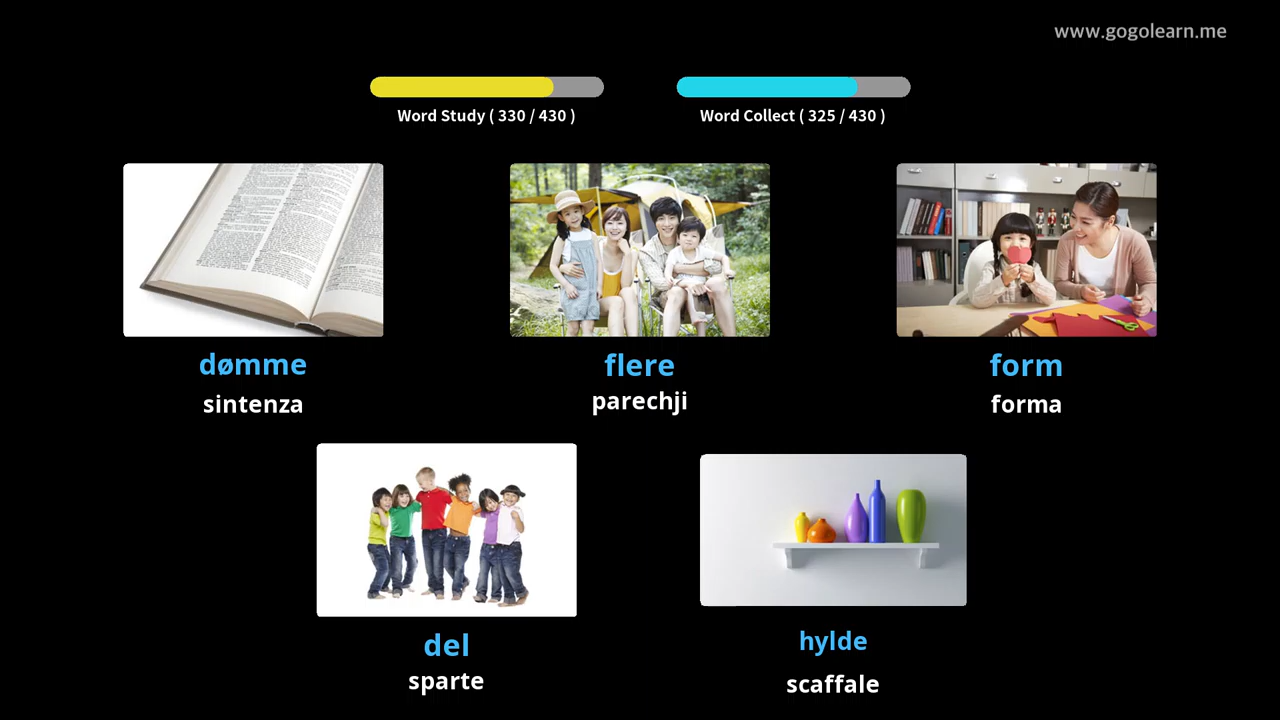 www.gogolearn.me
Word Study ( 330 / 430 )
Word Collect ( 325 / 430 )
dømme
sintenza
flere
parechji
form
forma
del
sparte
hylde
scaffale